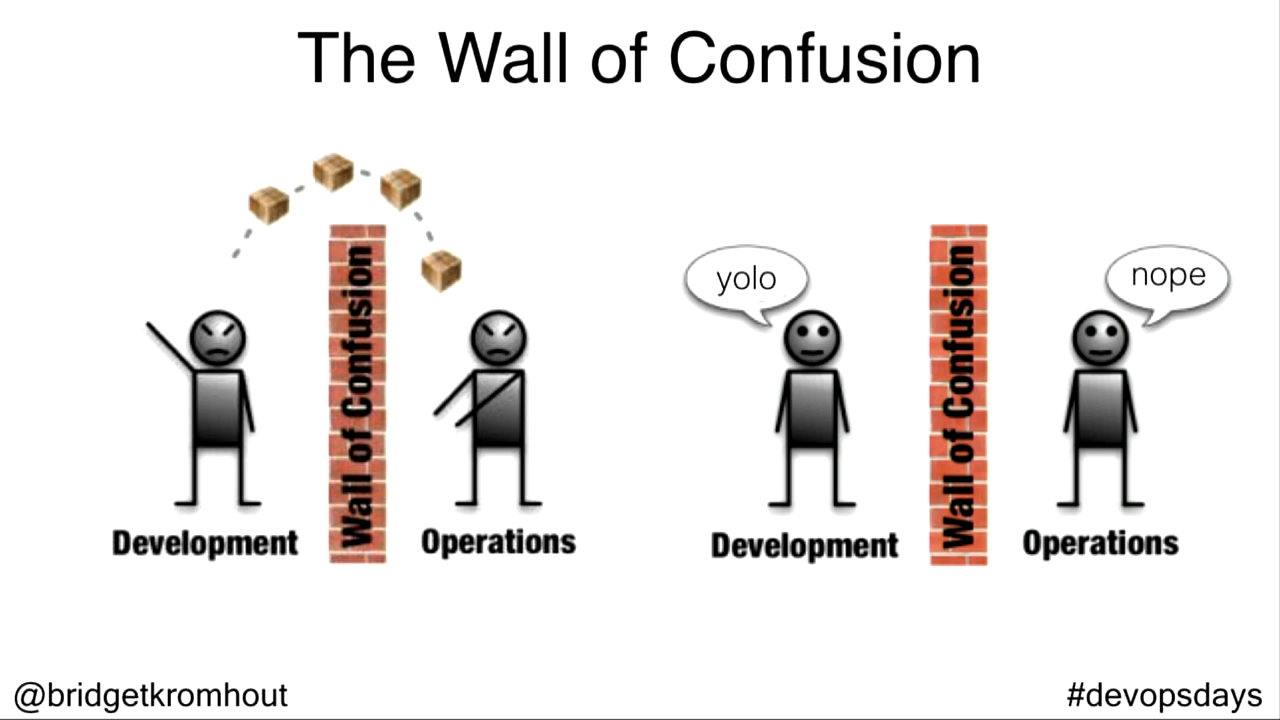 The Wall of Confusion
Wall of Confusion
Development
Operations
yolo
nope
Wall of Confusion
Development
Operations
@bridgetkromhout
#devopsdays